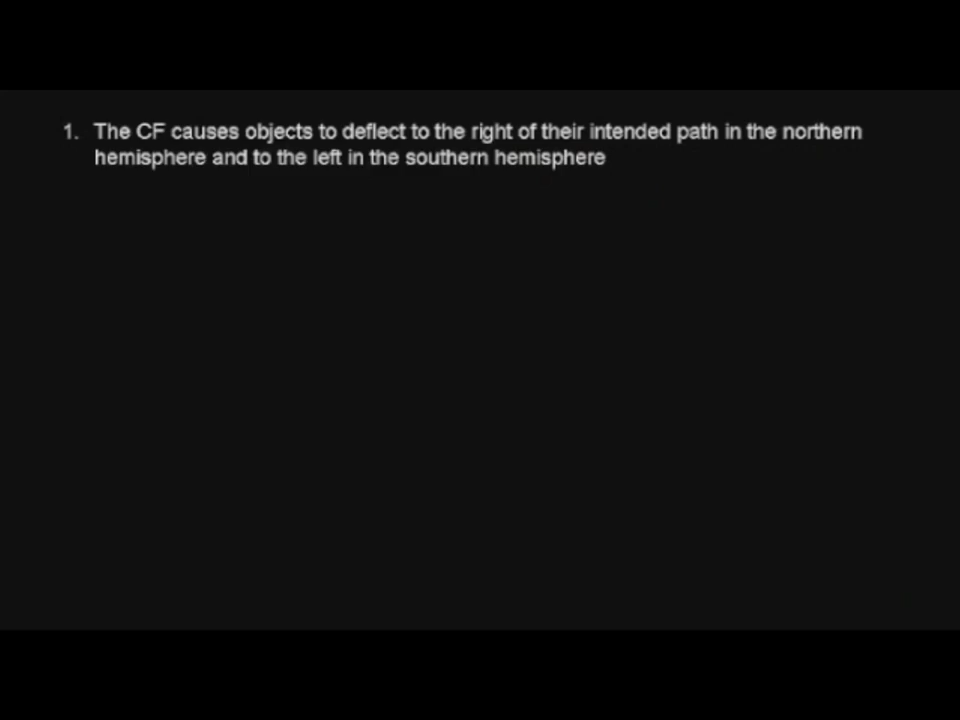 1. The CF causes objects to deflect to the right of their intended path in the northern
hemisphere and to the left in the southern hemisphere